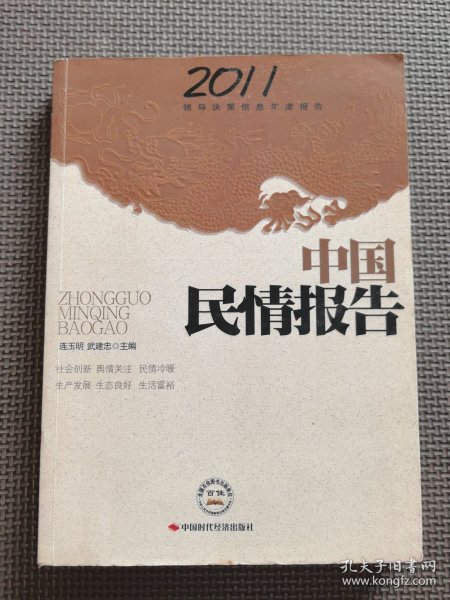 2011
领导决策信息年度报告
中国
民情报告
ZHONGGUO
MINQING
BAOGAO
连玉明 武建忠○主编
社会创新 舆情关注 民情冷暖
生产发展 生态良好 生活富裕
百佳
中国时代经济出版社
孔夫子旧书网
www.kongfz.com